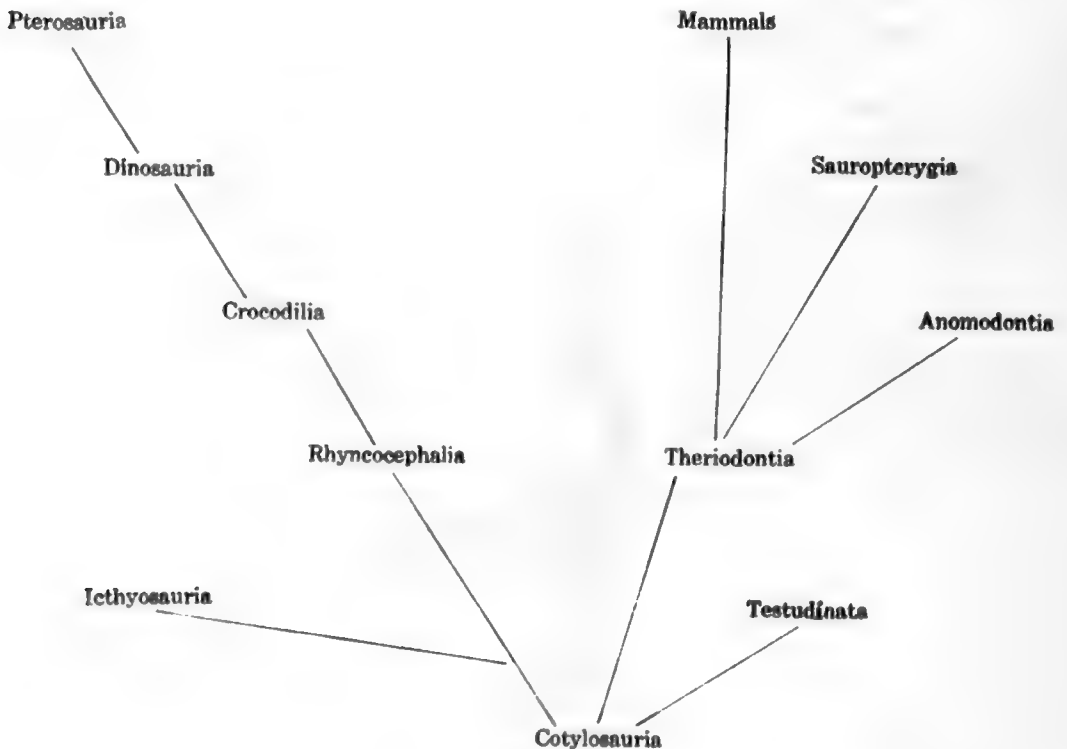 Pterosauria
Mammals
Dinosauria
Sauropterygia
Crocodilia
Anomodontia
Rhyncocephalia
Theriodontia
Icthyosauria
Testudinata
Cotylosauria